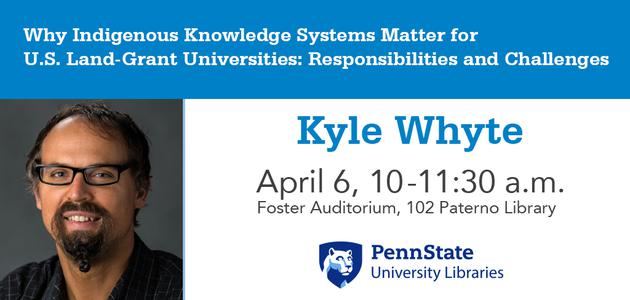 Why Indigenous Knowledge Systems Matter for
U.S. Land-Grant Universities: Responsibilities and Challenges
Kyle Whyte
April 6, 10-11:30 a.m.
Foster Auditorium, 102 Paterno Library
PennState
University Libraries